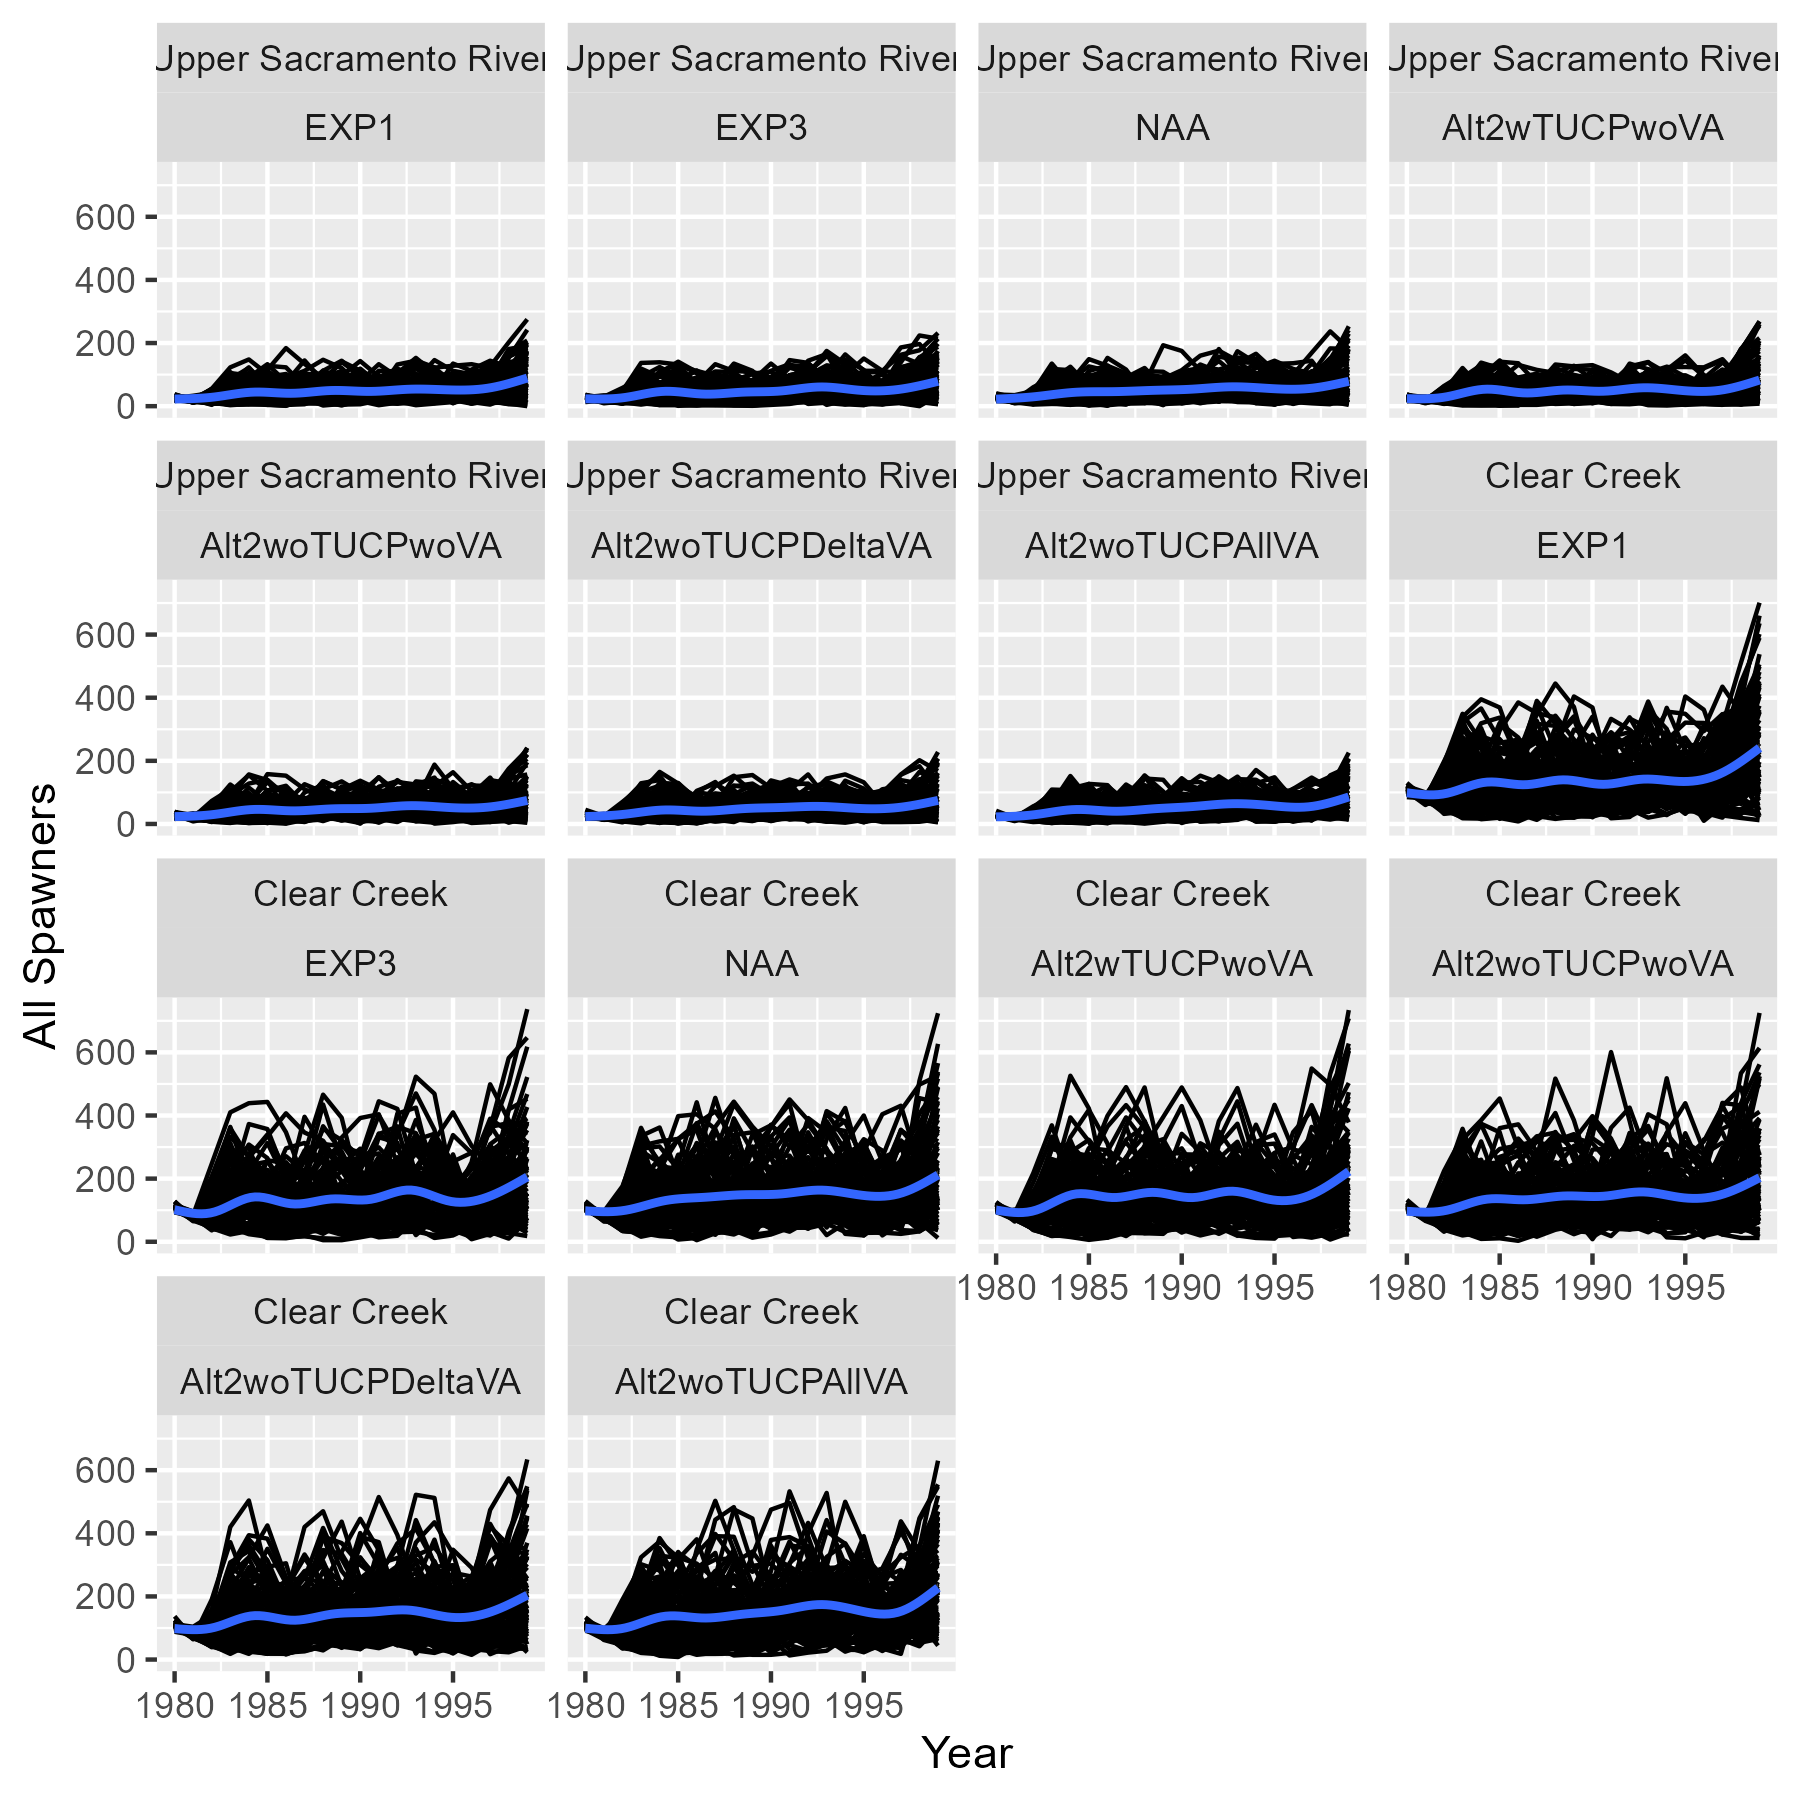 Upper Sacramento River Upper Sacramento River Upper Sacramento River Upper Sacramento River
EXP1 EXP3 NAA Alt2wTUCPwoVA
600
400
200
0
Upper Sacramento River Upper Sacramento River Upper Sacramento River Clear Creek
Alt2woTUCPwoVA Alt2woTUCPDeltaVA Alt2woTUCPAllVA EXP1
600
400
200
0
All Spawners
Clear Creek Clear Creek Clear Creek Clear Creek
EXP3 NAA Alt2wTUCPwoVA Alt2woTUCPwoVA
600
400
200
0
1980 1985 1990 1995 1980 1985 1990 1995
Clear Creek Clear Creek
Alt2woTUCPDeltaVA Alt2woTUCPAllVA
600
400
200
0
1980 1985 1990 1995 1980 1985 1990 1995
Year